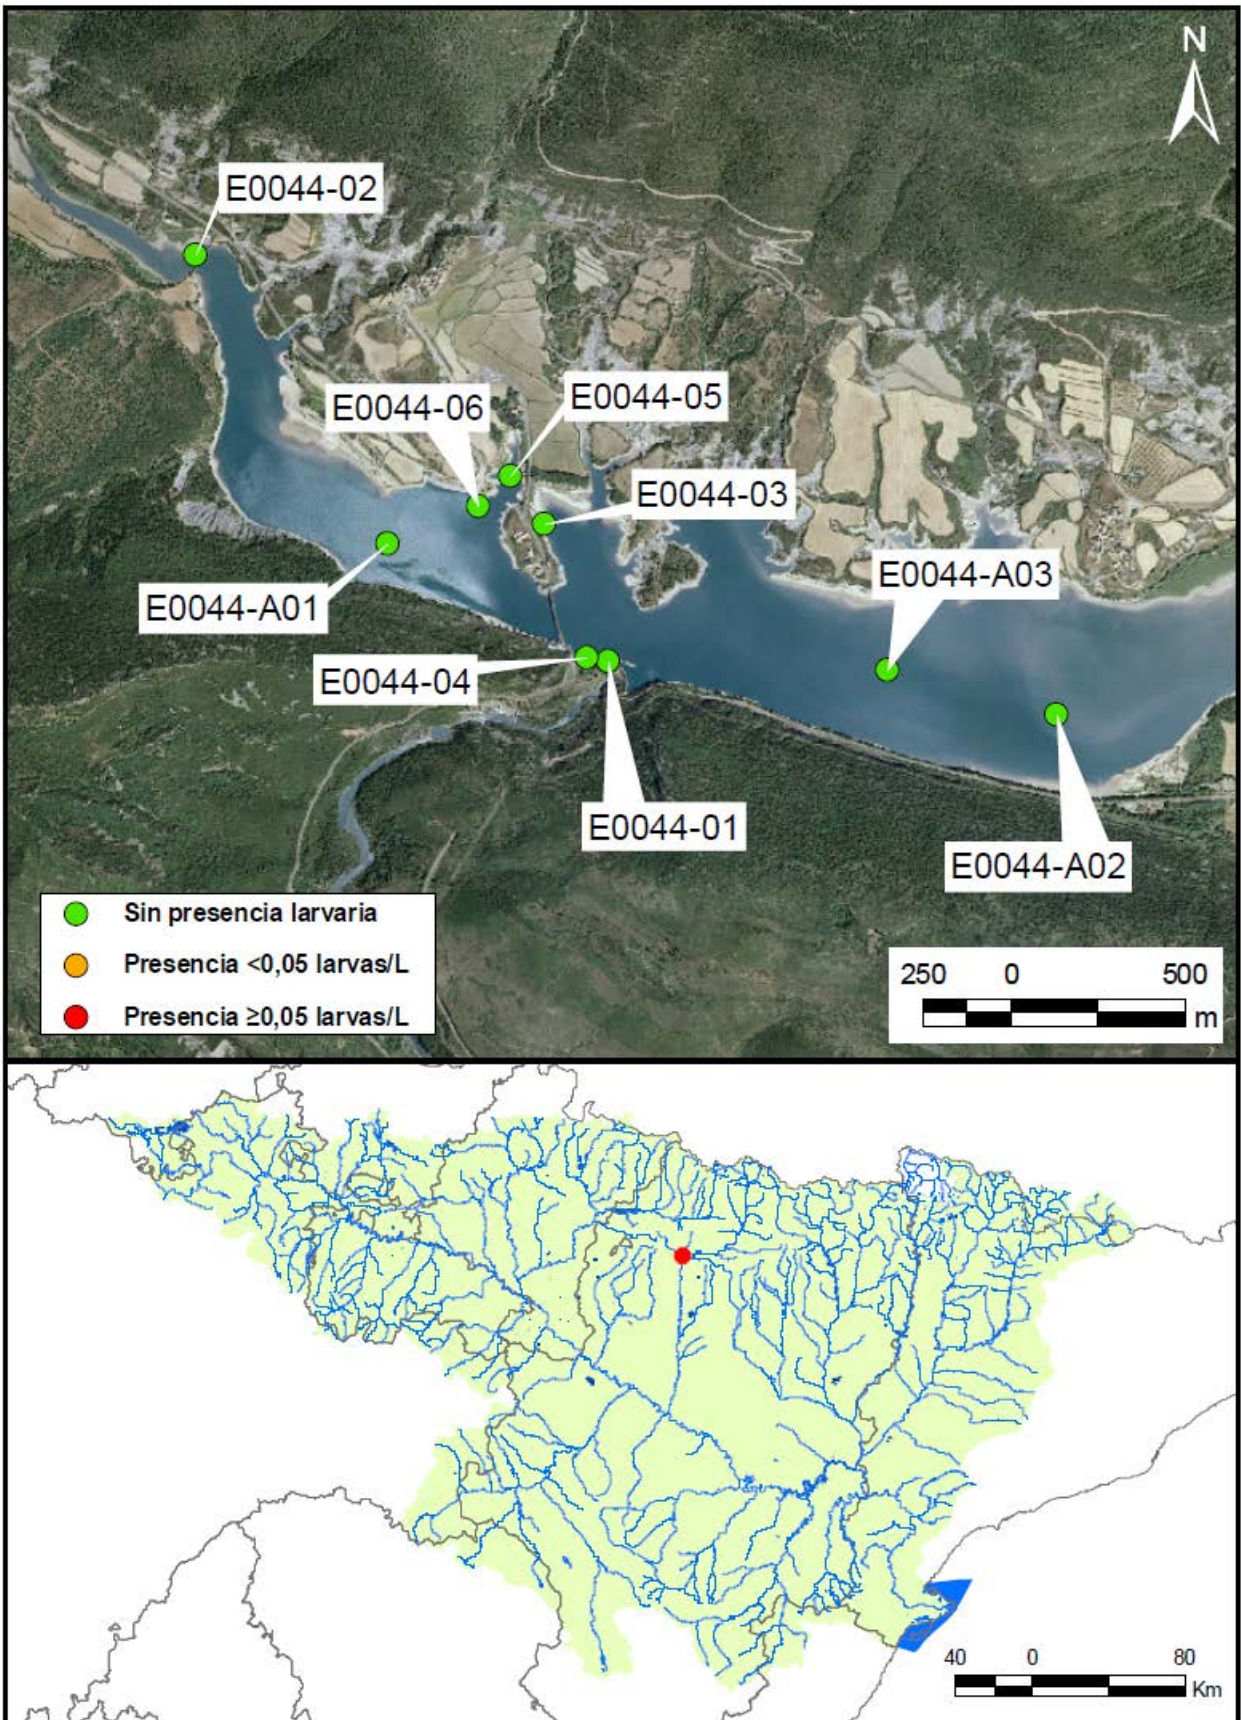 N
E0044-02
E0044-06
E0044-05
E0044-03
E0044-A03
E0044-A01
E0044-04
E0044-01
E0044-A02
Sin presencia larvaria
Presencia <0,05 larvas/L
Presencia ≥0,05 larvas/L
250 0 500
m
40 0 80
Km